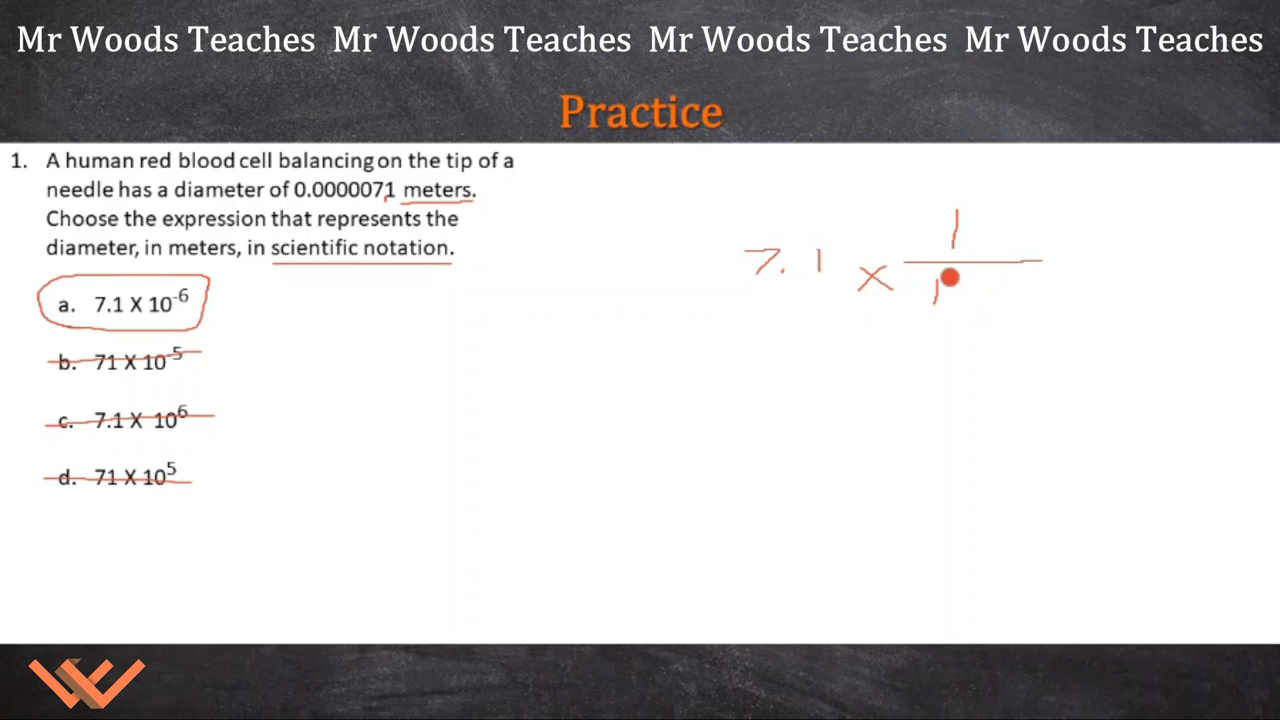 Mr Woods Teaches Mr Woods Teaches Mr Woods Teaches Mr Woods Teaches
Practice
1. A human red blood cell balancing on the tip of a
needle has a diameter of 0.0000071 meters.
Choose the expression that represents the
diameter, in meters, in scientific notation.
a. 7.1 X 10⁻⁶
b. 71 X 10⁻⁵
c. 7.1 X 10⁶
d. 71 X 10⁵
1
7.1 x
1